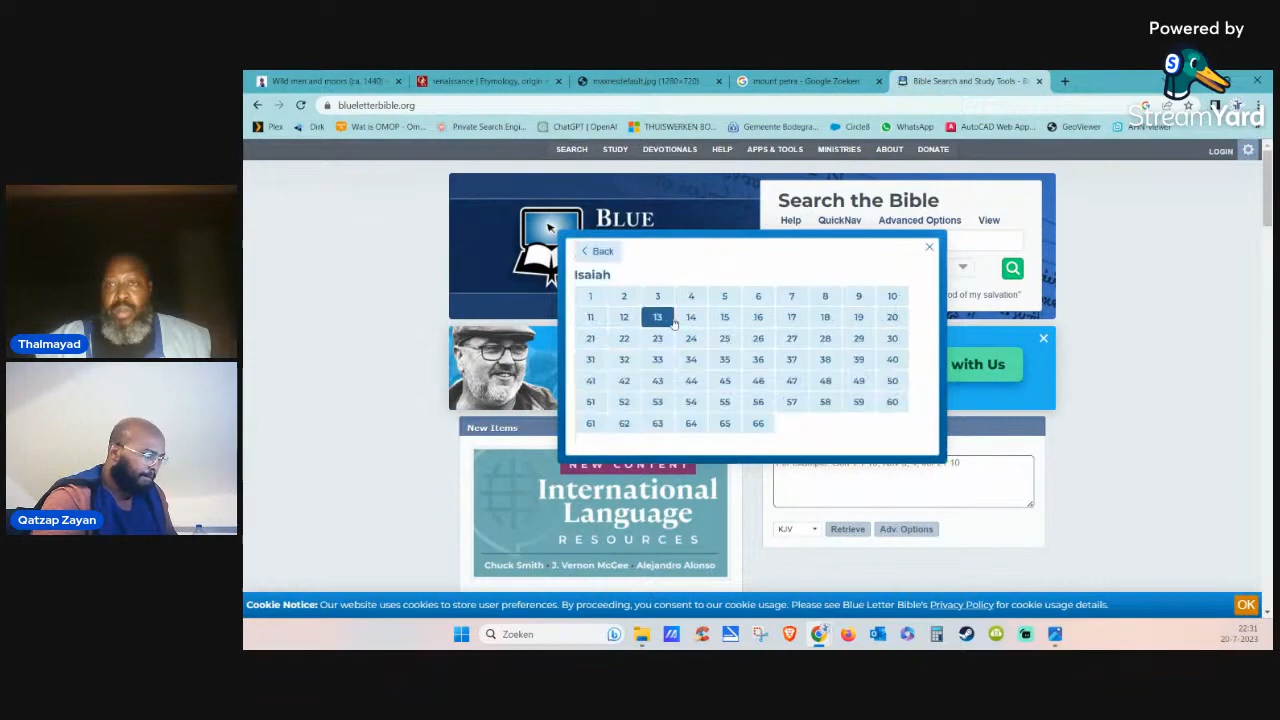 Powered by
StreamYard
Wild men and moors (ca. 1440)
renaissance | Etymology, origin
maxresdefault.jpg (1280×720)
mount petra - Google Zoeken
Bible Search and Study Tools - B
blueletterbible.org
Plex
Dirk
Wat is OMOP - Om...
Private Search Engi...
ChatGPT | OpenAI
THUISWERKEN BO...
Gemeente Bodegra...
Circle8
WhatsApp
AutoCAD Web App...
GeoViewer
AHN-viewer
SEARCH STUDY DEVOTIONALS HELP APPS & TOOLS MINISTRIES ABOUT DONATE
LOGIN
BLUE
Search the Bible
Help QuickNav Advanced Options View
od of my salvation"
Back
Isaiah
1 2 3 4 5 6 7 8 9 10
11 12 13 14 15 16 17 18 19 20
21 22 23 24 25 26 27 28 29 30
31 32 33 34 35 36 37 38 39 40
41 42 43 44 45 46 47 48 49 50
51 52 53 54 55 56 57 58 59 60
61 62 63 64 65 66
with Us
New Items
NEW CONTENT
International
Language
RESOURCES
Chuck Smith • J. Vernon McGee • Alejandro Alonso
KJV
Retrieve
Adv. Options
Cookie Notice: Our website uses cookies to store user preferences. By proceeding, you consent to our cookie usage. Please see Blue Letter Bible's Privacy Policy for cookie usage details.
OK
Zoeken
22:31
20-7-2023
Thalmayad
Qatzap Zayan